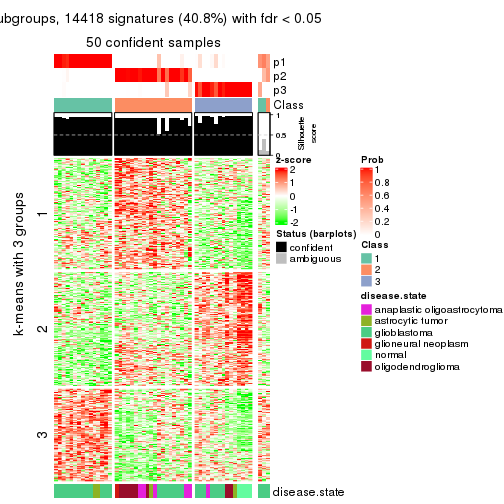 ubgroups, 14418 signatures (40.8%) with fdr < 0.05
50 confident samples
p1
p2
p3
Class
1
0.5
0
Silhouette
score
k-means with 3 groups
1
2
3
z-score
2
1
0
-1
-2
Status (barplots)
confident
ambiguous
Prob
1
0.8
0.6
0.4
0.2
0
Class
1
2
3
disease.state
anaplastic oligoastrocytoma
astrocytic tumor
glioblastoma
glioneural neoplasm
normal
oligodendroglioma
disease.state